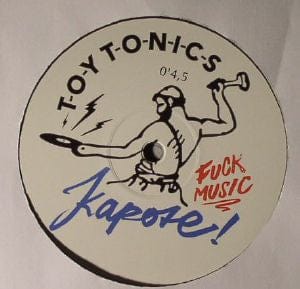 T-O-Y T-O-N-I-C-S
0'4,5
FUCK
MUSIC
Kapote!